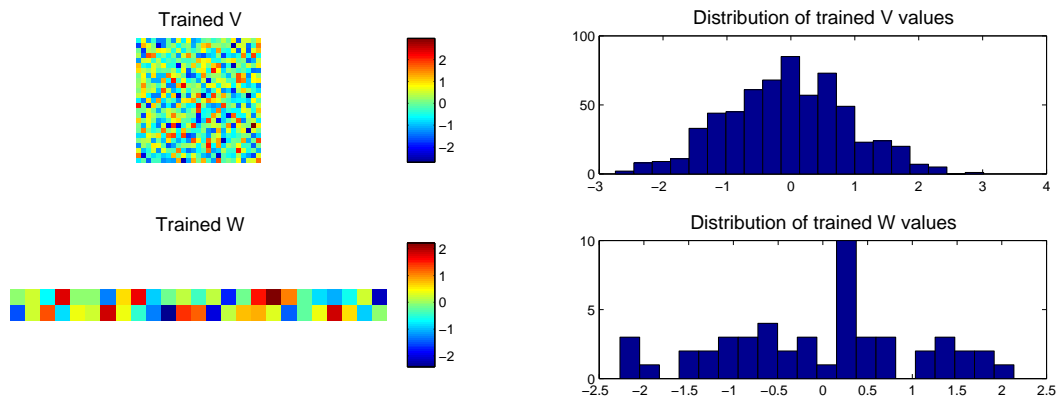 Trained V
2
1
0
−1
−2
Distribution of trained V values
100
50
0
−3 −2 −1 0 1 2 3 4
Trained W
2
1
0
−1
−2
Distribution of trained W values
10
5
0
−2.5 −2 −1.5 −1 −0.5 0 0.5 1 1.5 2 2.5